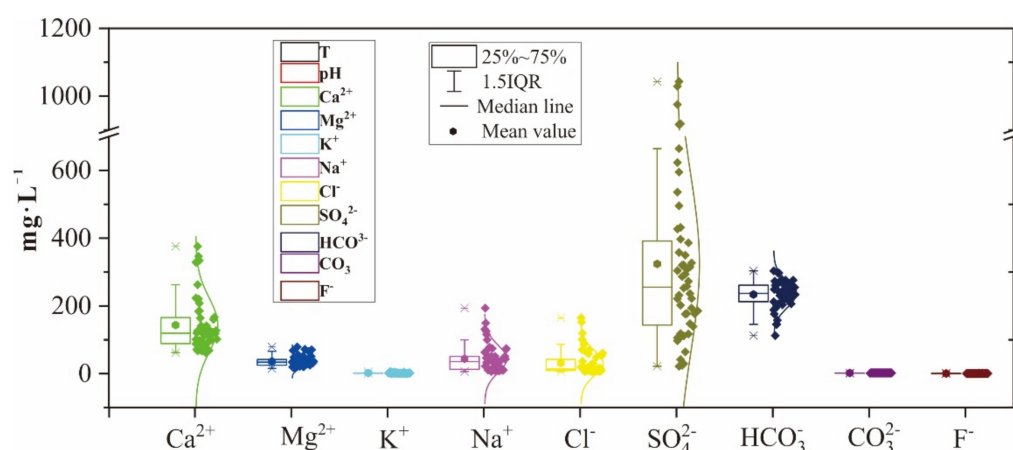 1200
1000
600
400
200
0
mg·L⁻¹
T
pH
Ca²⁺
Mg²⁺
K⁺
Na⁺
Cl⁻
SO₄²⁻
HCO³⁻
CO₃
F⁻
25%~75%
1.5IQR
Median line
Mean value
Ca²⁺ Mg²⁺ K⁺ Na⁺ Cl⁻ SO₄²⁻ HCO₃⁻ CO₃²⁻ F⁻